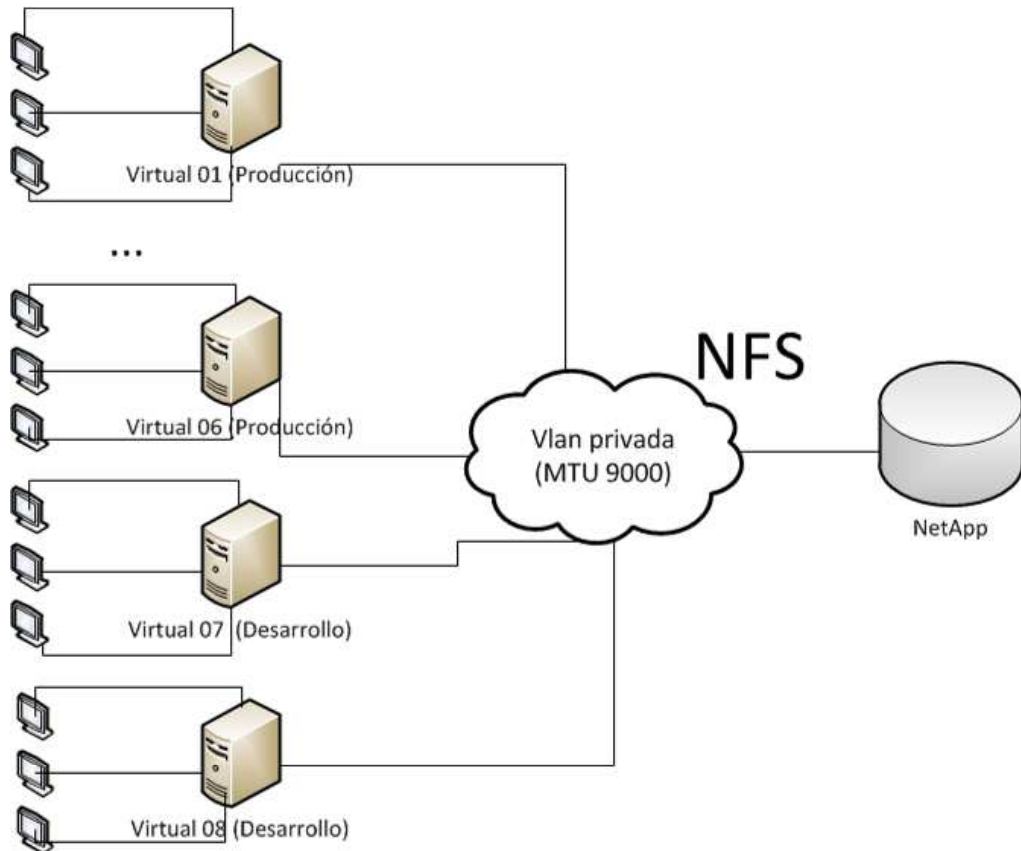 Virtual 01 (Producción)
...
Virtual 06 (Producción)
NFS
Vlan privada
(MTU 9000)
NetApp
Virtual 07 (Desarrollo)
Virtual 08 (Desarrollo)